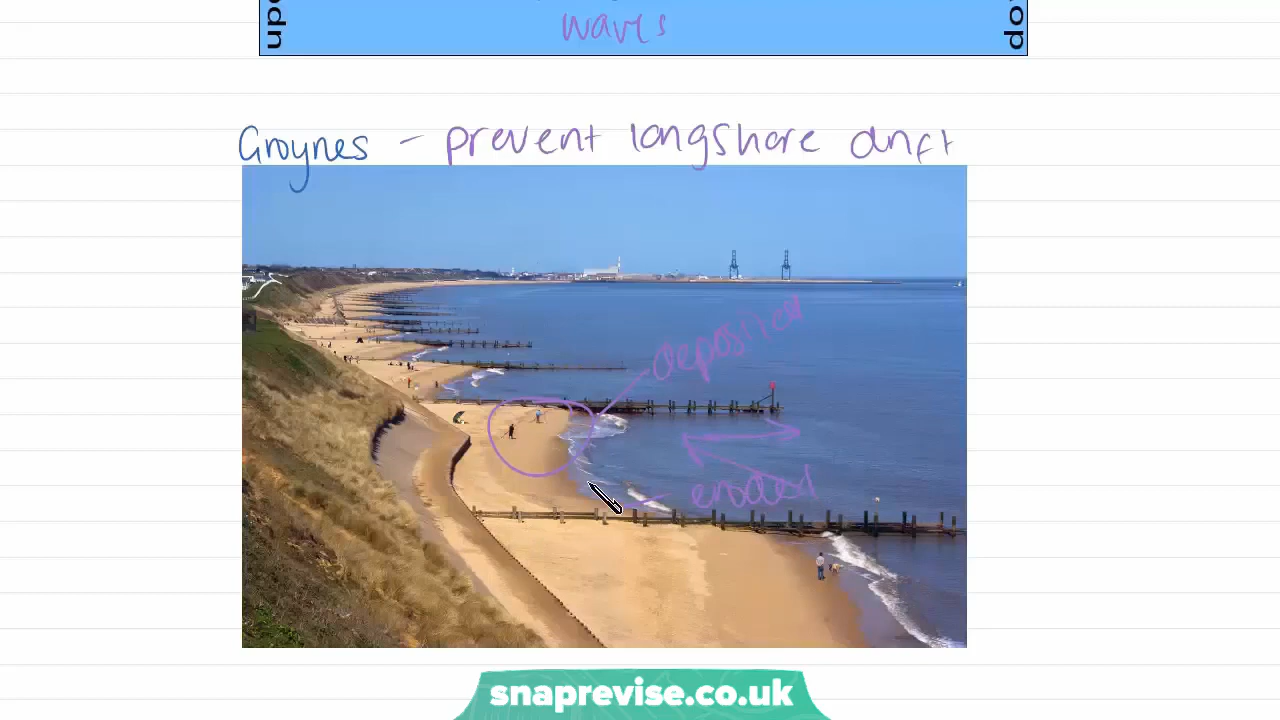 waves
Groynes - prevent longshore drift
deposited
eroded
snaprevise.co.uk